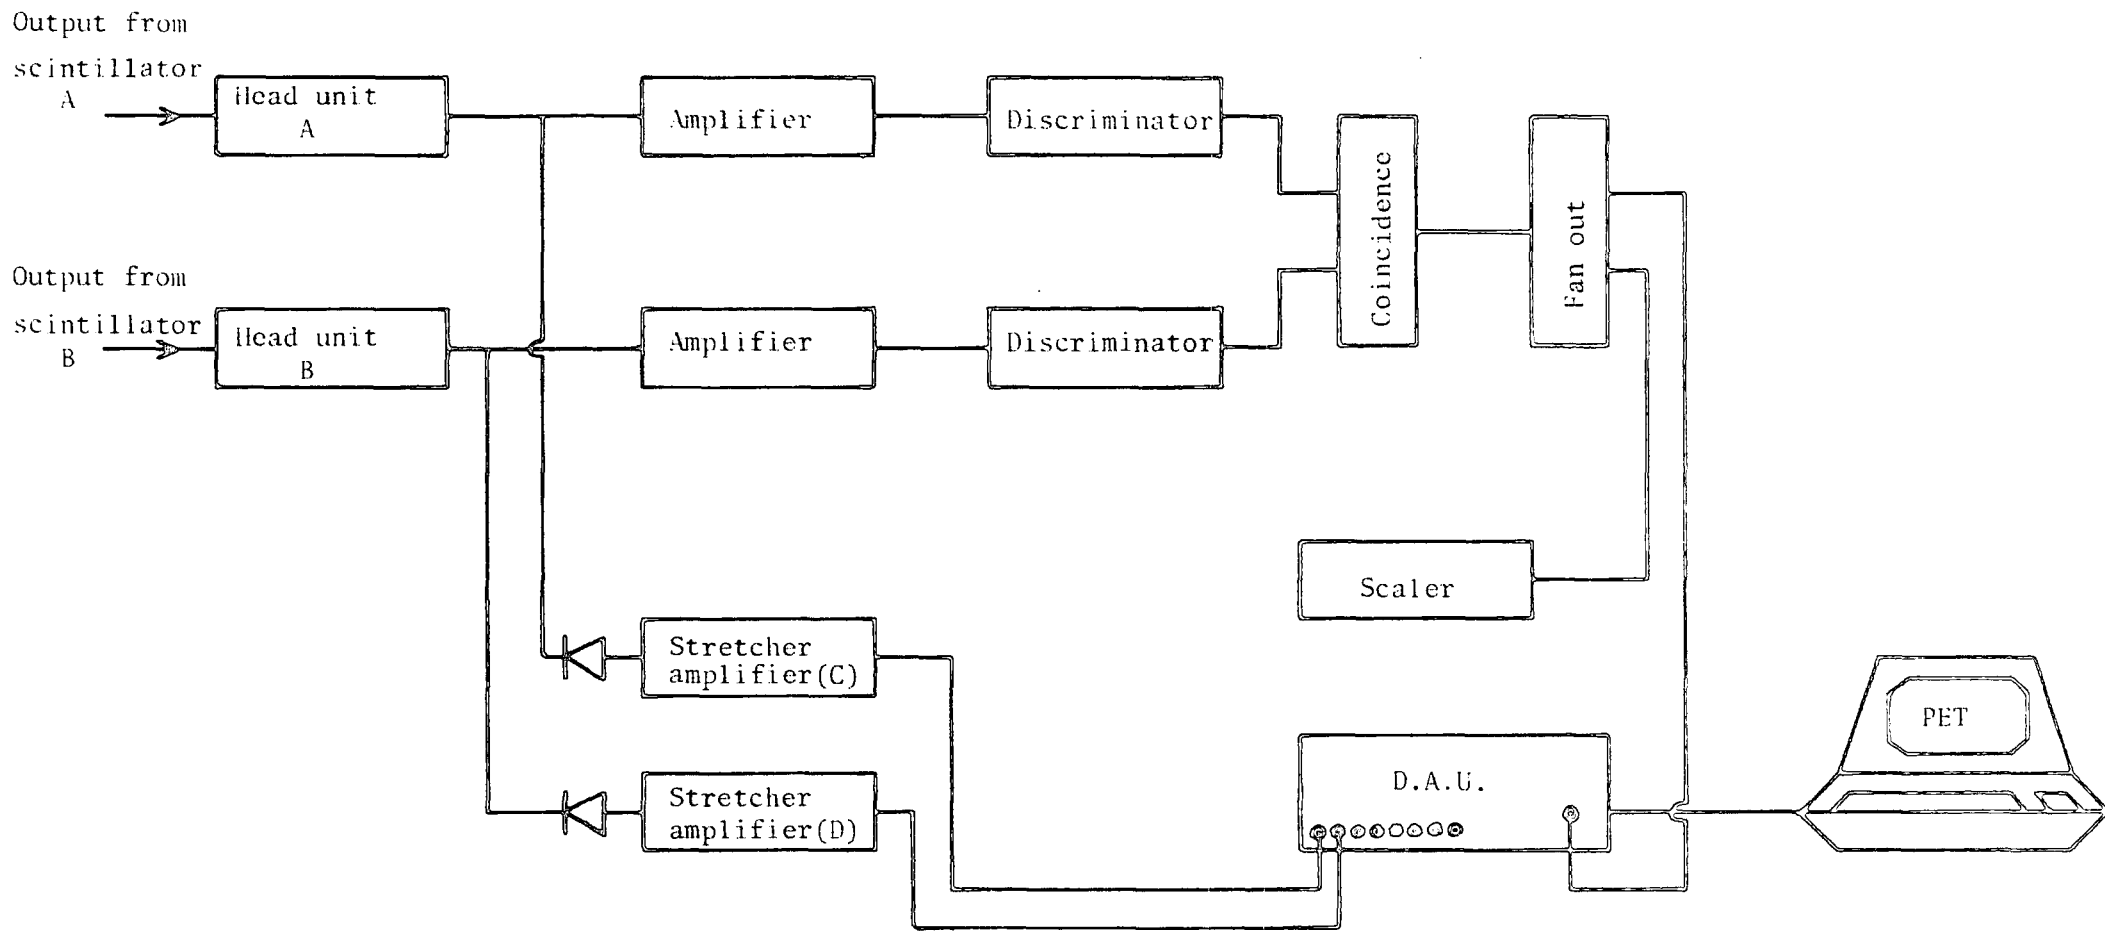 Output from
scintillator
A
Head unit
A
Amplifier
Discriminator
Coincidence
Fan out
Output from
scintillator
B
Head unit
B
Amplifier
Discriminator
Scaler
Stretcher
amplifier(C)
PET
D.A.U.
Stretcher
amplifier(D)